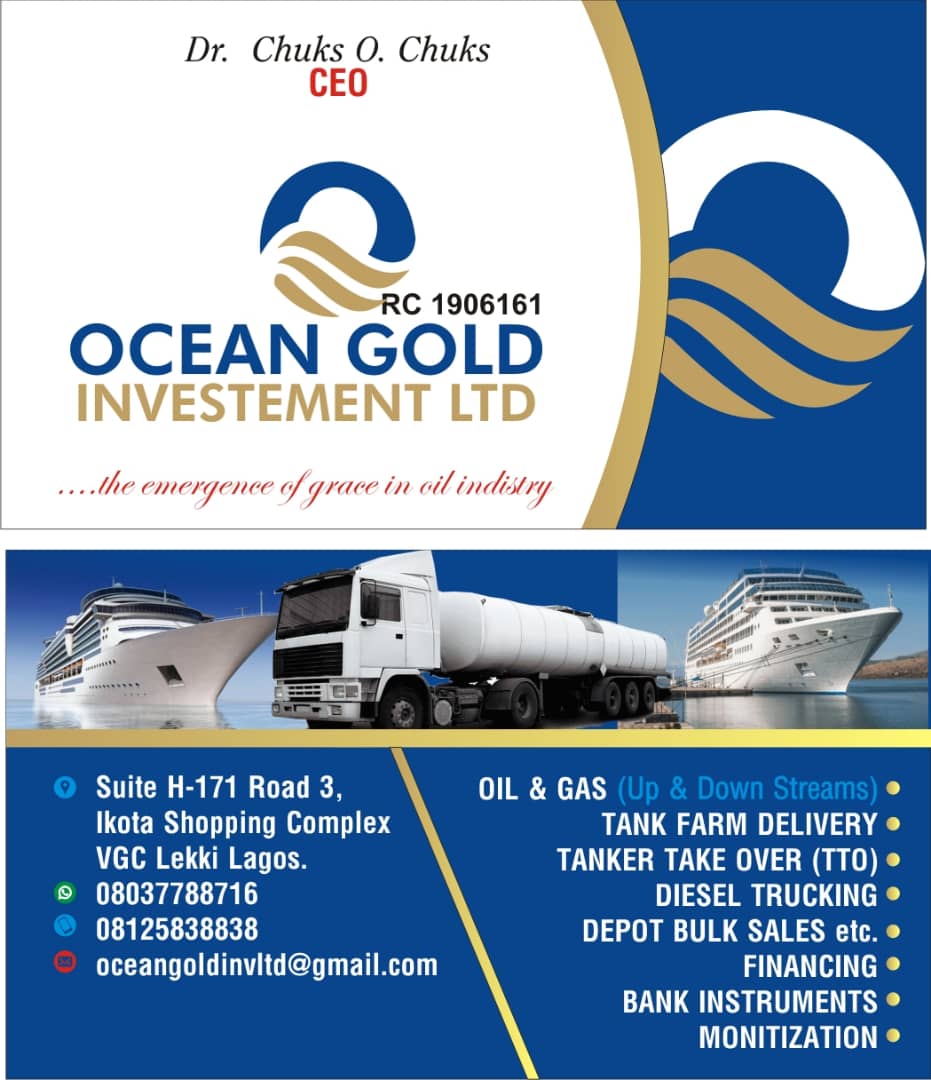 Dr. Chuks O. Chuks
CEO
RC 1906161
OCEAN GOLD
INVESTEMENT LTD
....the emergence of grace in oil indistry
Suite H-171 Road 3,
Ikota Shopping Complex
VGC Lekki Lagos.
08037788716
08125838838
oceangoldinvltd@gmail.com
OIL & GAS (Up & Down Streams)
TANK FARM DELIVERY
TANKER TAKE OVER (TTO)
DIESEL TRUCKING
DEPOT BULK SALES etc.
FINANCING
BANK INSTRUMENTS
MONITIZATION